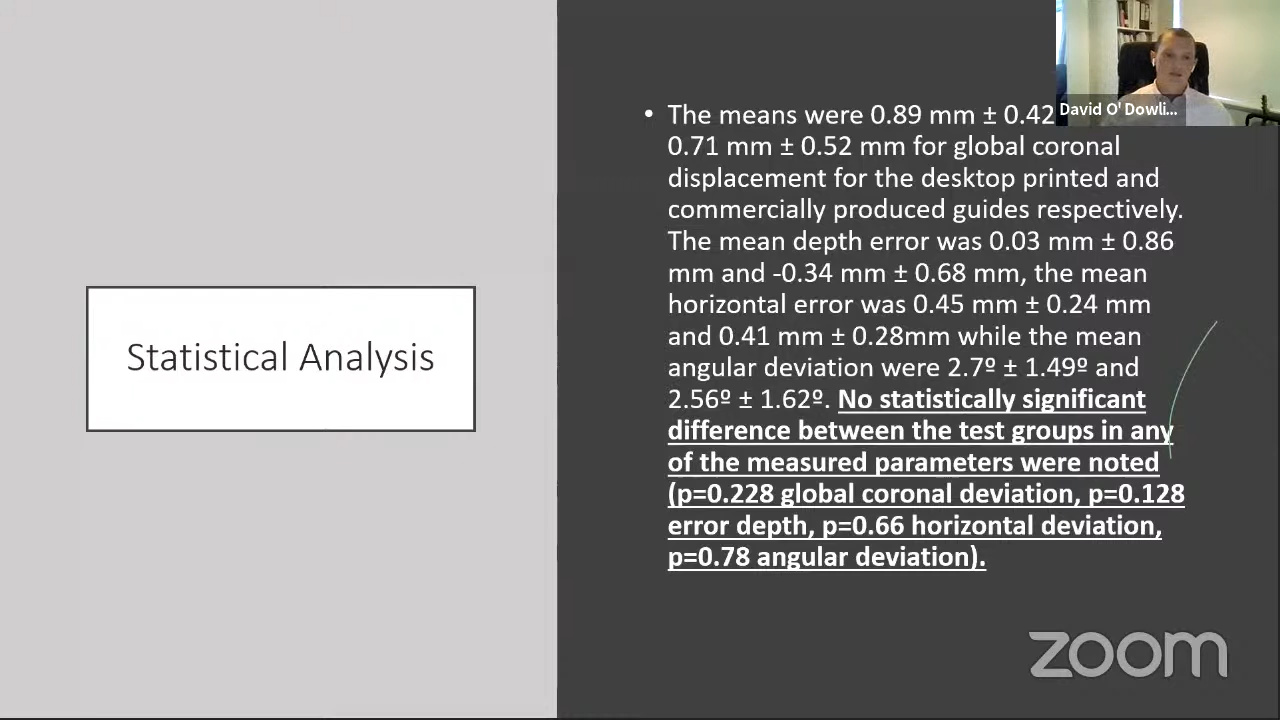 David O' Dowli...
Statistical Analysis
• The means were 0.89 mm ± 0.42
0.71 mm ± 0.52 mm for global coronal
displacement for the desktop printed and
commercially produced guides respectively.
The mean depth error was 0.03 mm ± 0.86
mm and -0.34 mm ± 0.68 mm, the mean
horizontal error was 0.45 mm ± 0.24 mm
and 0.41 mm ± 0.28mm while the mean
angular deviation were 2.7º ± 1.49º and
2.56º ± 1.62º. No statistically significant
difference between the test groups in any
of the measured parameters were noted
(p=0.228 global coronal deviation, p=0.128
error depth, p=0.66 horizontal deviation,
p=0.78 angular deviation).
zoom